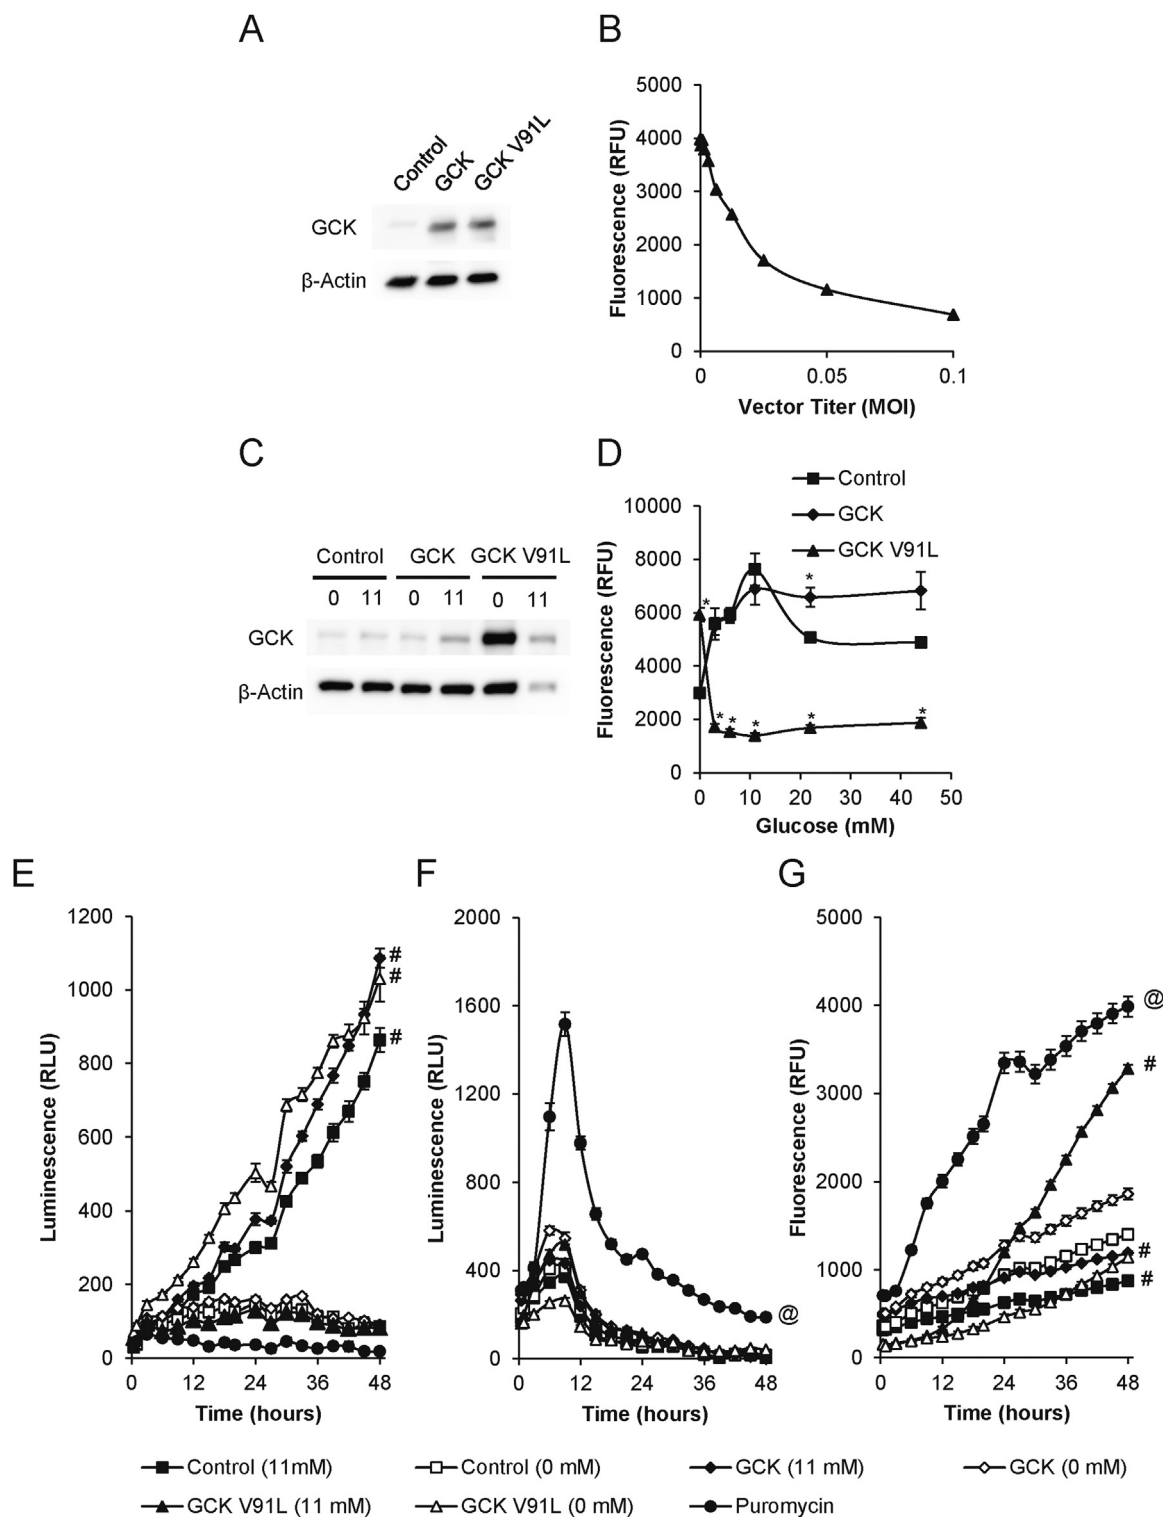 A
Control
GCK
GCK V91L
GCK
β-Actin
B
5000
4000
3000
2000
1000
0
Fluorescence (RFU)
0
0.05
0.1
Vector Titer (MOI)
C
Control
GCK
GCK V91L
0
11
0
11
0
11
GCK
β-Actin
D
Control
GCK
GCK V91L
10000
8000
6000
4000
2000
0
Fluorescence (RFU)
*
*
*
*
*
*
*
0
10
20
30
40
50
Glucose (mM)
E
1200
1000
800
600
400
200
0
Luminescence (RLU)
#
#
#
0
12
24
36
48
Time (hours)
F
2000
1600
1200
800
400
0
Luminescence (RLU)
@
0
12
24
36
48
Time (hours)
G
5000
4000
3000
2000
1000
0
Fluorescence (RFU)
@
#
#
#
0
12
24
36
48
Time (hours)
Control (11mM)
Control (0 mM)
GCK (11 mM)
GCK (0 mM)
GCK V91L (11 mM)
GCK V91L (0 mM)
Puromycin